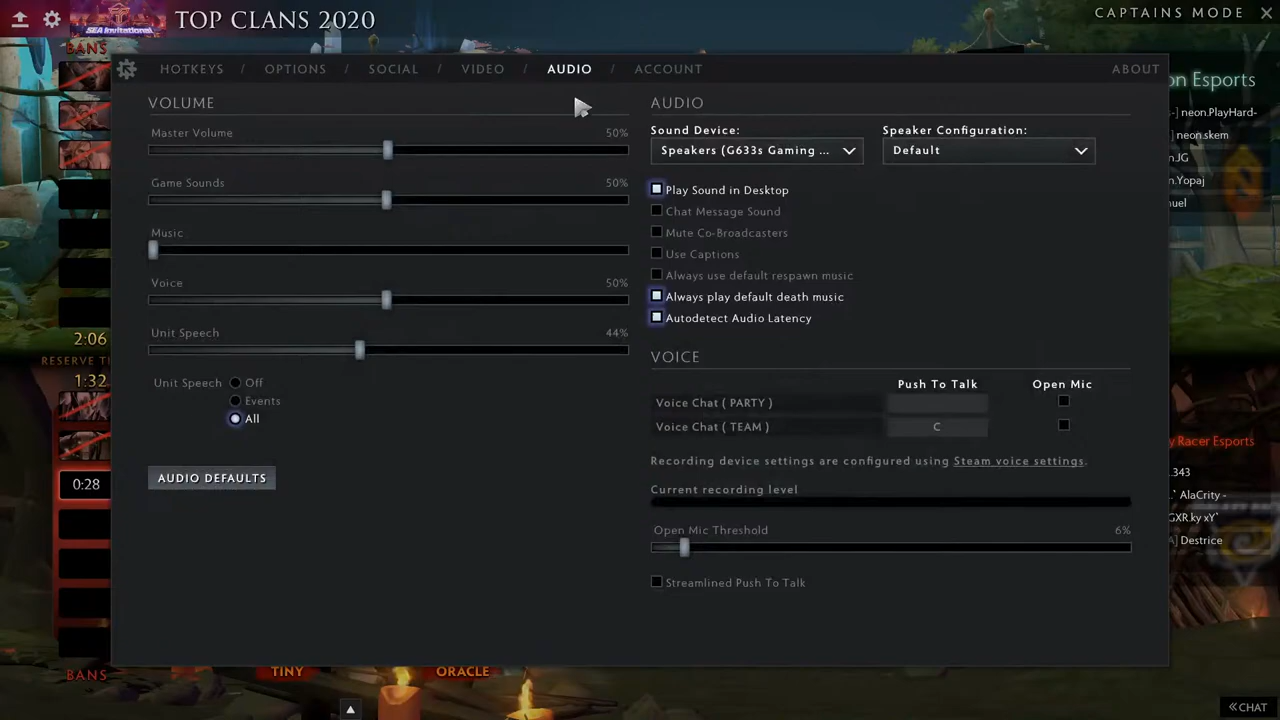 TOP CLANS 2020
CAPTAINS MODE
SEA Invitational
BANS
HOTKEYS / OPTIONS / SOCIAL / VIDEO / AUDIO / ACCOUNT
ABOUT
on Esports
VOLUME
AUDIO
Master Volume 50%
Sound Device:
Speaker Configuration:
Speakers (G633s Gaming ...
Default
neon.PlayHard-
neon.skem
.JG
.Yopaj
Game Sounds 50%
Play Sound in Desktop
Chat Message Sound
Music
Mute Co-Broadcasters
Use Captions
Voice 50%
Always use default respawn music
Always play default death music
Autodetect Audio Latency
Unit Speech 44%
2:06
RESERVE TI
1:32
VOICE
Unit Speech
Off
Events
All
Push To Talk
Open Mic
Voice Chat ( PARTY )
Voice Chat ( TEAM )
C
y Racer Esports
Recording device settings are configured using Steam voice settings.
.343
AUDIO DEFAULTS
0:28
Current recording level
AlaCrity -
GXR.ky xY`
Open Mic Threshold 6%
Destrice
Streamlined Push To Talk
BANS
TINY
ORACLE
«CHAT